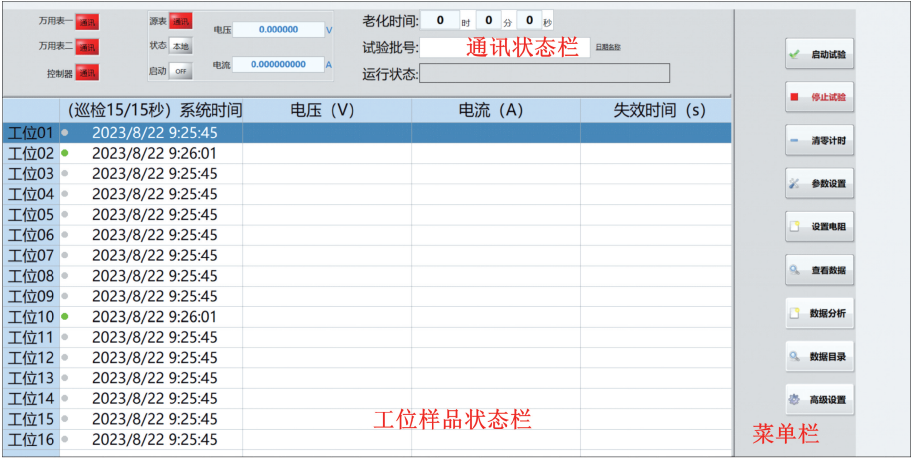 万用表一 通讯 源表 通讯 电压 0.000000 V 老化时间: 0 时 0 分 0 秒
万用表二 通讯 状态 本地 试验批号: 通讯状态栏 日期名称
控制器 通讯 启动 OFF 电流 0.000000000 A 运行状态:
(巡检15/15秒) 系统时间 电压 (V) 电流 (A) 失效时间 (s)
工位01 2023/8/22 9:25:45
工位02 2023/8/22 9:26:01
工位03 2023/8/22 9:25:45
工位04 2023/8/22 9:25:45
工位05 2023/8/22 9:25:45
工位06 2023/8/22 9:25:45
工位07 2023/8/22 9:25:45
工位08 2023/8/22 9:25:45
工位09 2023/8/22 9:25:45
工位10 2023/8/22 9:26:01
工位11 2023/8/22 9:25:45
工位12 2023/8/22 9:25:45
工位13 2023/8/22 9:25:45
工位14 2023/8/22 9:25:45
工位15 2023/8/22 9:25:45
工位16 2023/8/22 9:25:45
工位样品状态栏
启动试验
停止试验
清零计时
参数设置
设置电阻
查看数据
数据分析
数据目录
高级设置
菜单栏